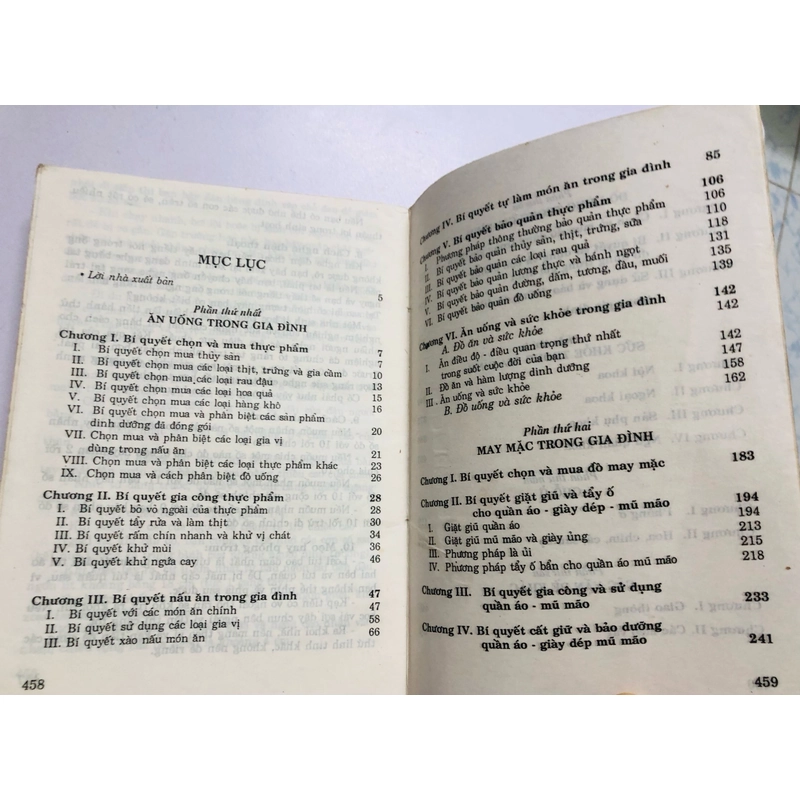 MỤC LỤC
• Lời nhà xuất bản 5
Phần thứ nhất
ĂN UỐNG TRONG GIA ĐÌNH
Chương I. Bí quyết chọn và mua thực phẩm 7
I. Bí quyết chọn mua thủy sản 7
II. Bí quyết chọn mua các loại thịt, trứng và gia cầm 10
III. Bí quyết chọn mua các loại rau đậu 13
IV. Bí quyết chọn mua các loại hoa quả 15
V. Bí quyết chọn mua các loại hàng khô 16
VI. Bí quyết chọn mua và phân biệt các sản phẩm
dinh dưỡng đã đóng gói 20
VII. Chọn mua và phân biệt các loại gia vị
dùng trong nấu ăn 21
VIII. Chọn mua và phân biệt các loại thực phẩm khác 23
IX. Chọn mua và cách phân biệt đồ uống 26
Chương II. Bí quyết gia công thực phẩm 28
I. Bí quyết bỏ vỏ ngoài của thực phẩm 28
II. Bí quyết tẩy rửa và làm thịt 30
III. Bí quyết rấm chín nhanh và khử vị chát 34
IV. Bí quyết khử mùi 36
V. Bí quyết khử ngứa cay 46
Chương III. Bí quyết nấu ăn trong gia đình 47
I. Bí quyết với các món ăn chính 47
II. Bí quyết sử dụng các loại gia vị 58
III. Bí quyết xào nấu món ăn 66
458
Chương IV. Bí quyết tự làm món ăn trong gia đình 85
Chương V. Bí quyết bảo quản thực phẩm 106
I. Phương pháp thông thường bảo quản thực phẩm 106
II. Bí quyết bảo quản thủy sản, thịt, trứng, sữa 110
III. Bí quyết bảo quản các loại rau quả 118
IV. Bí quyết bảo quản lương thực và bánh ngọt 131
V. Bí quyết bảo quản đường, dấm, tương, dầu, muối 135
VI. Bí quyết bảo quản đồ uống 139
Chương VI. Ăn uống và sức khỏe trong gia đình 142
A. Đồ ăn và sức khỏe 142
I. Ăn điều độ - điều quan trọng thứ nhất
trong suốt cuộc đời của bạn 142
II. Đồ ăn và hàm lượng dinh dưỡng 147
III. Ăn uống và sức khỏe 158
B. Đồ uống và sức khỏe 162
Phần thứ hai
MAY MẶC TRONG GIA ĐÌNH
Chương I. Bí quyết chọn và mua đồ may mặc 183
Chương II. Bí quyết giặt giũ và tẩy ố
cho quần áo - giày dép - mũ mão 194
I. Giặt giũ quần áo 194
II. Giặt giũ mũ mão và giày ủng 213
III. Phương pháp là ủi 215
IV. Phương pháp tẩy ố bẩn cho quần áo mũ mão 218
Chương III. Bí quyết gia công và sử dụng
quần áo - mũ mão 233
Chương IV. Bí quyết cất giữ và bảo dưỡng
quần áo - giày dép mũ mão 241
459